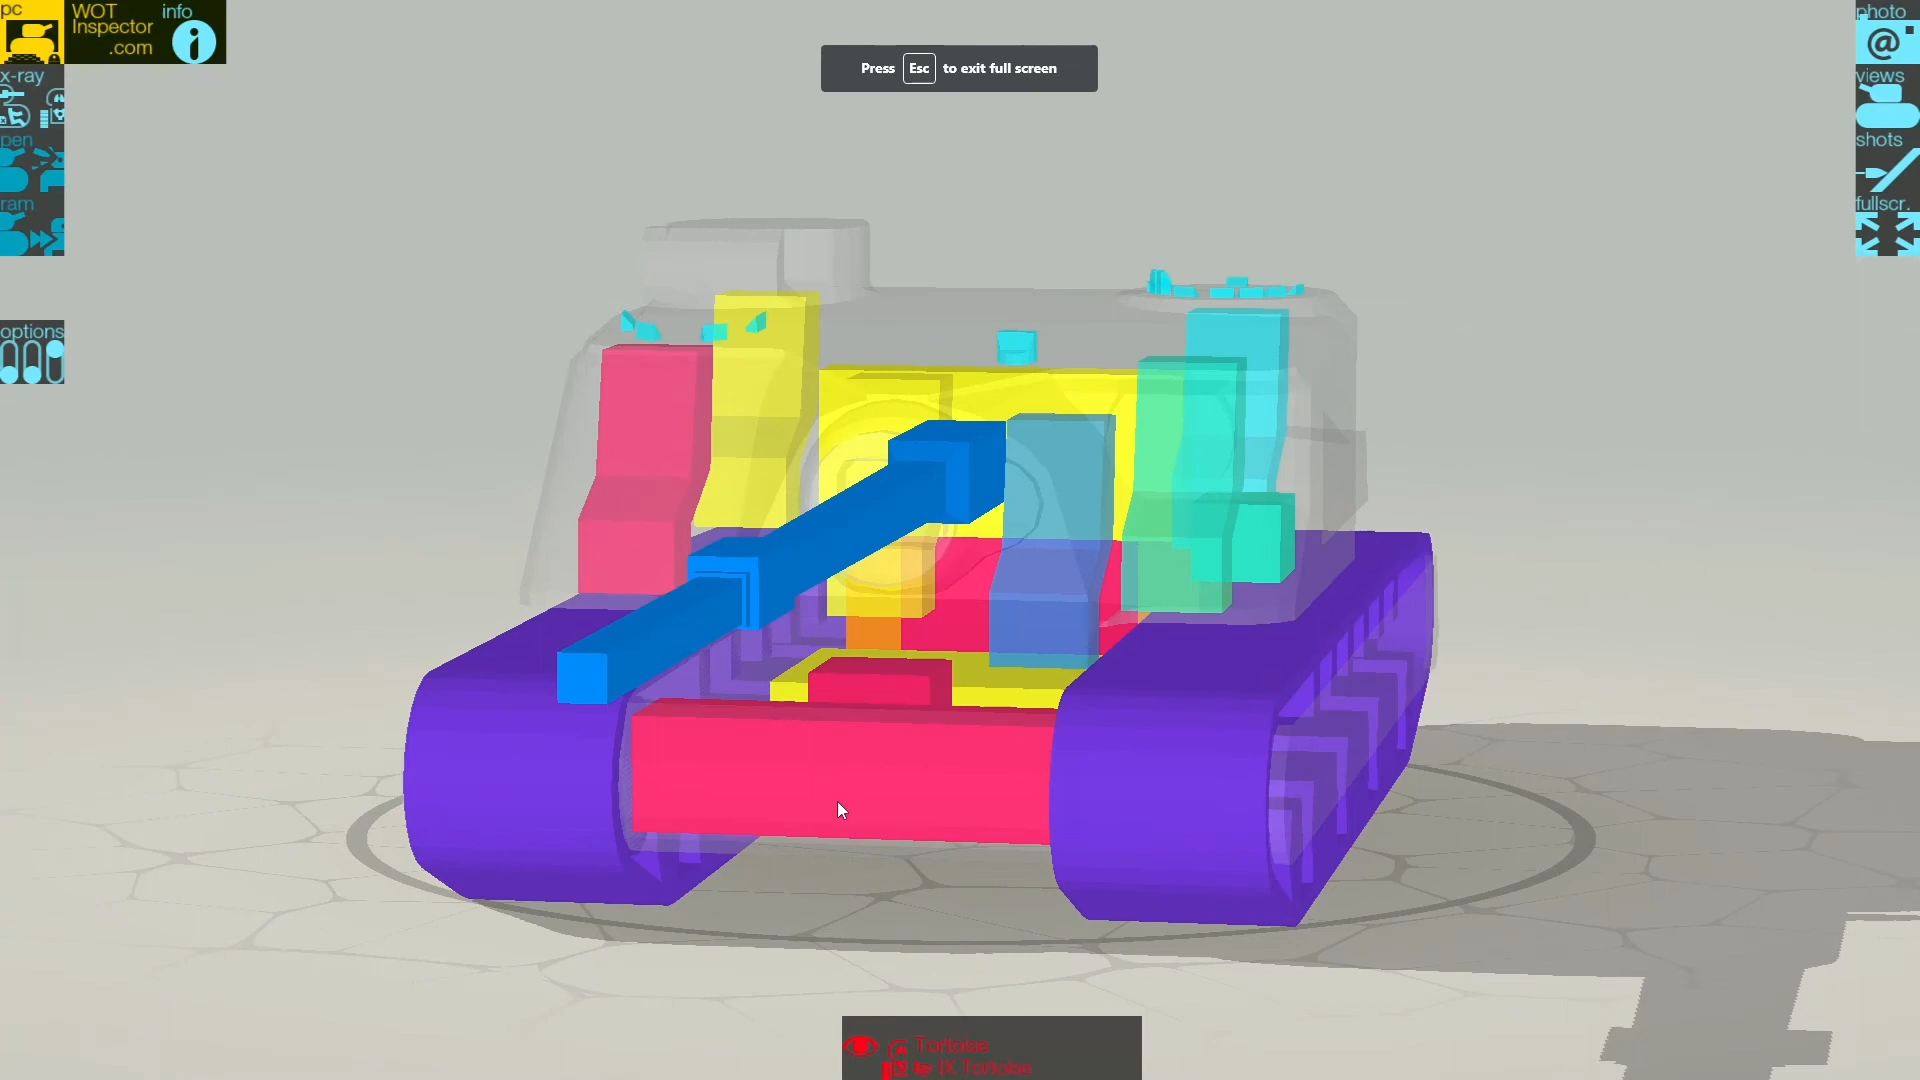 pc
WOT
Inspector
.com
info
x-ray
pen
ram
options
Press Esc to exit full screen
photo
@
views
shots
fullscr.
Tortoise
IX Tortoise